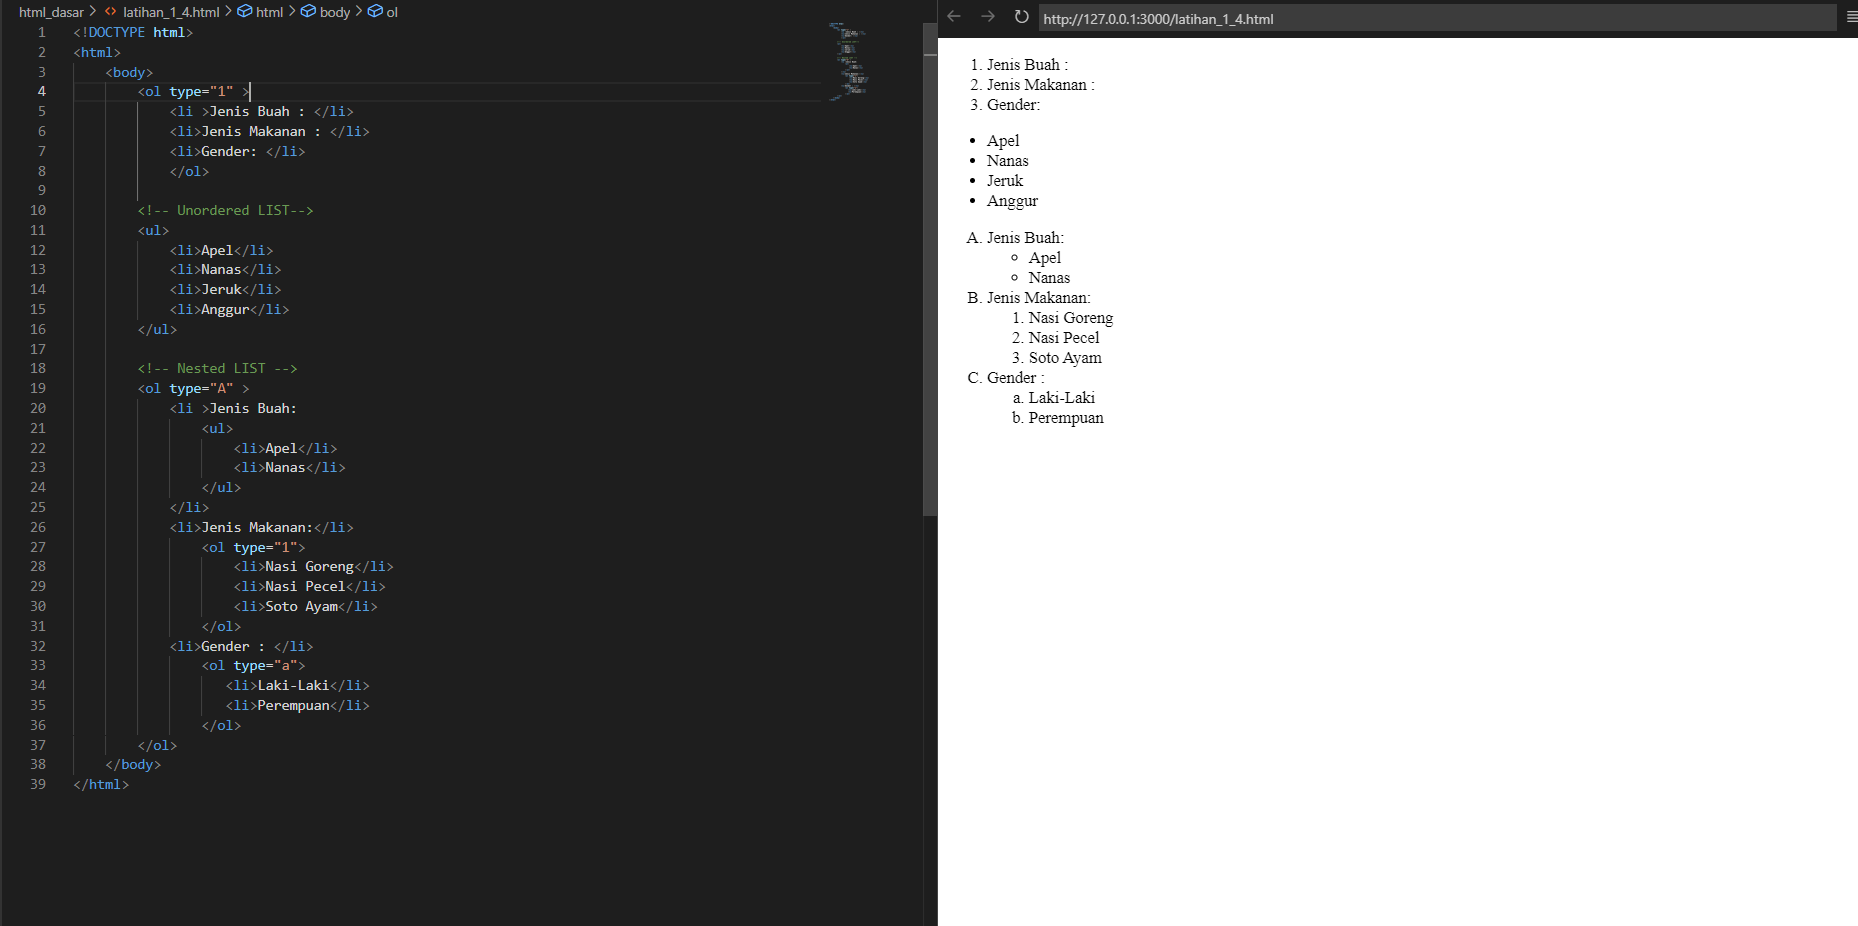 html_dasar > <> latihan_1_4.html > html > body > ol
1 <!DOCTYPE html>
2 <html>
3 <body>
4 <ol type="1" >
5 <li >Jenis Buah : </li>
6 <li>Jenis Makanan : </li>
7 <li>Gender: </li>
8 </ol>
9
10 <!-- Unordered LIST-->
11 <ul>
12 <li>Apel</li>
13 <li>Nanas</li>
14 <li>Jeruk</li>
15 <li>Anggur</li>
16 </ul>
17
18 <!-- Nested LIST -->
19 <ol type="A" >
20 <li >Jenis Buah:
21 <ul>
22 <li>Apel</li>
23 <li>Nanas</li>
24 </ul>
25 </li>
26 <li>Jenis Makanan:</li>
27 <ol type="1">
28 <li>Nasi Goreng</li>
29 <li>Nasi Pecel</li>
30 <li>Soto Ayam</li>
31 </ol>
32 <li>Gender : </li>
33 <ol type="a">
34 <li>Laki-Laki</li>
35 <li>Perempuan</li>
36 </ol>
37 </ol>
38 </body>
39 </html>
http://127.0.0.1:3000/latihan_1_4.html
1. Jenis Buah :
2. Jenis Makanan :
3. Gender:
• Apel
• Nanas
• Jeruk
• Anggur
A. Jenis Buah:
◦ Apel
◦ Nanas
B. Jenis Makanan:
1. Nasi Goreng
2. Nasi Pecel
3. Soto Ayam
C. Gender :
a. Laki-Laki
b. Perempuan